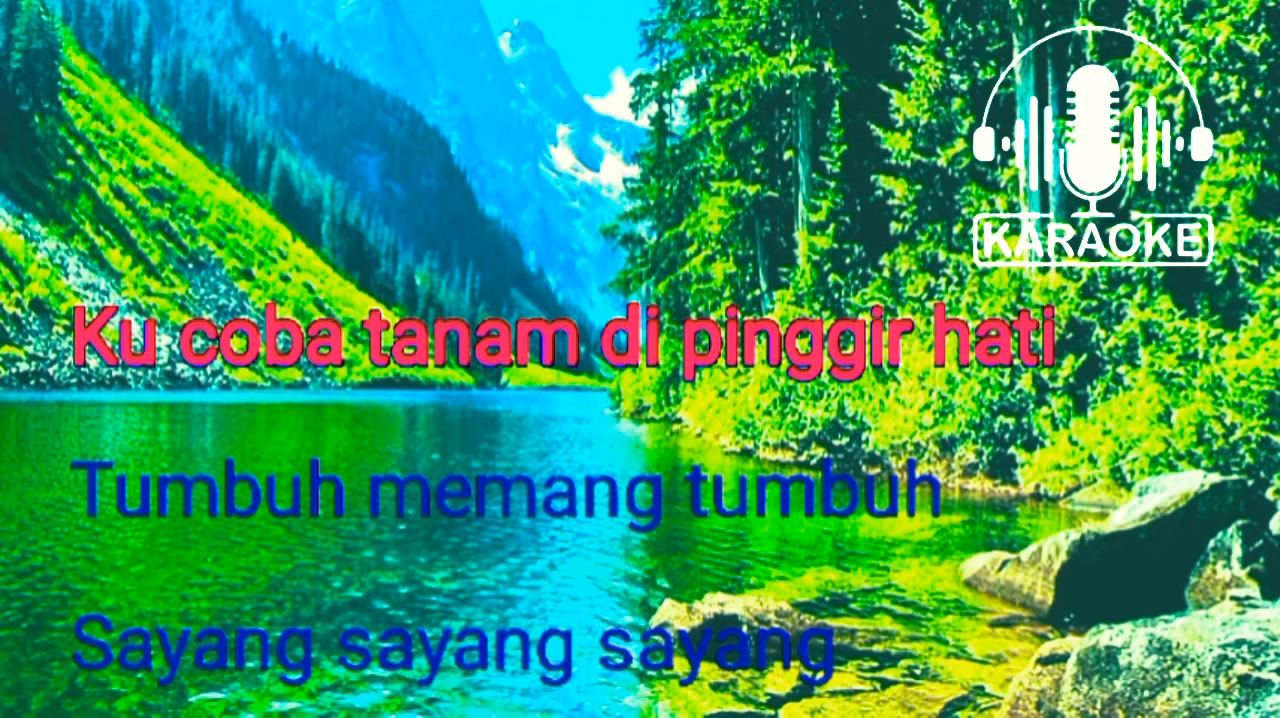 KARAOKE
Ku coba tanam di pinggir hati
Tumbuh memang tumbuh
Sayang sayang sayang